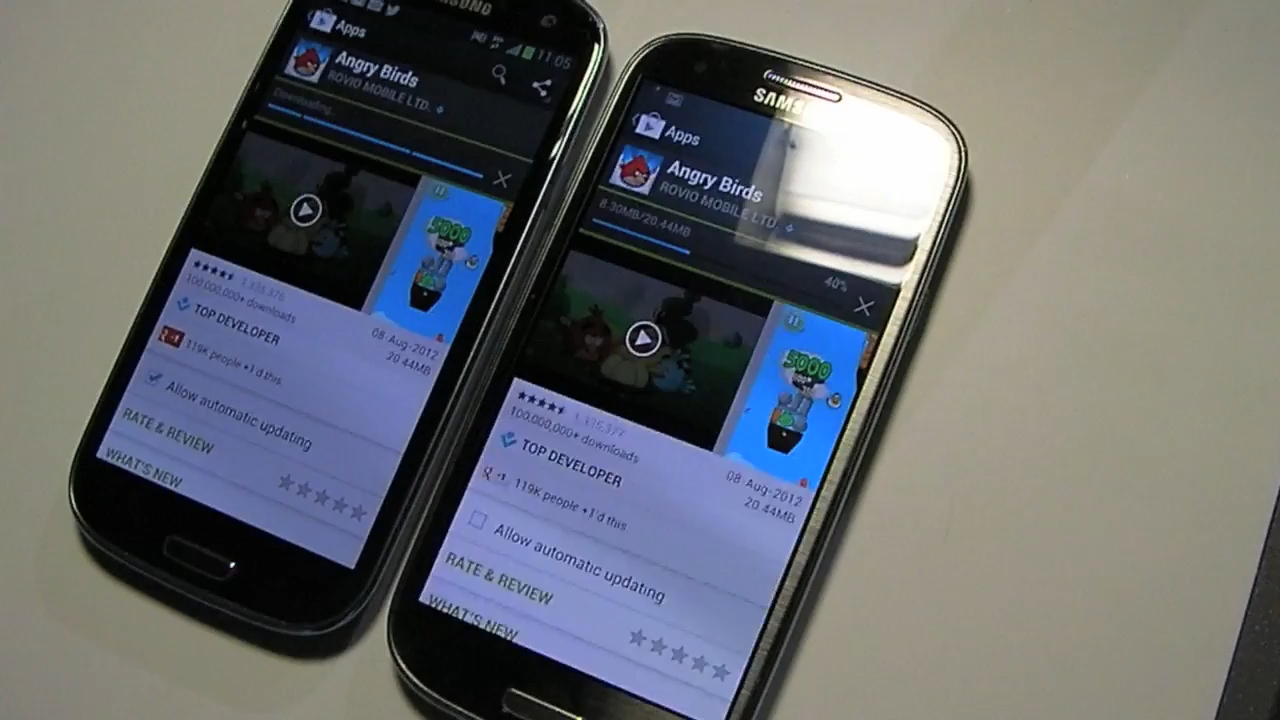 SAMSUNG
11:05
Apps
Angry Birds
ROVIO MOBILE LTD.
Downloading...
5000
100,000,000+ downloads
TOP DEVELOPER
08-Aug-2012
20.44MB
119K people +1'd this.
Allow automatic updating
RATE & REVIEW
WHAT'S NEW
SAMSUNG
Apps
Angry Birds
ROVIO MOBILE LTD.
8.30MB/20.44MB
40%
5000
100,000,000+ downloads
TOP DEVELOPER
08-Aug-2012
20.44MB
119K people +1'd this
Allow automatic updating
RATE & REVIEW
WHAT'S NEW